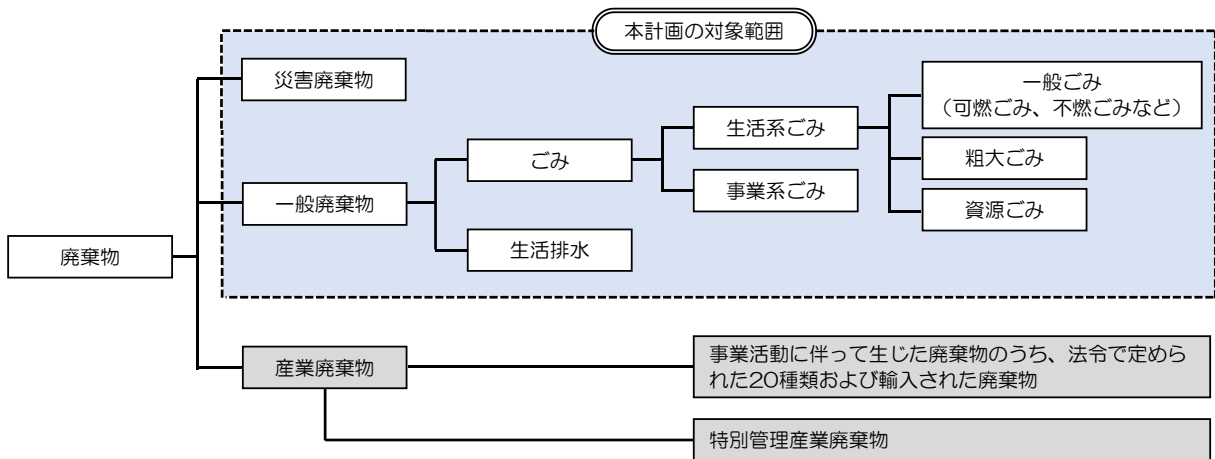 本計画の対象範囲
災害廃棄物
一般ごみ
（可燃ごみ、不燃ごみなど）
生活系ごみ
ごみ
粗大ごみ
事業系ごみ
一般廃棄物
資源ごみ
生活排水
廃棄物
産業廃棄物
事業活動に伴って生じた廃棄物のうち、法令で定めら
れた20種類および輸入された廃棄物
特別管理産業廃棄物